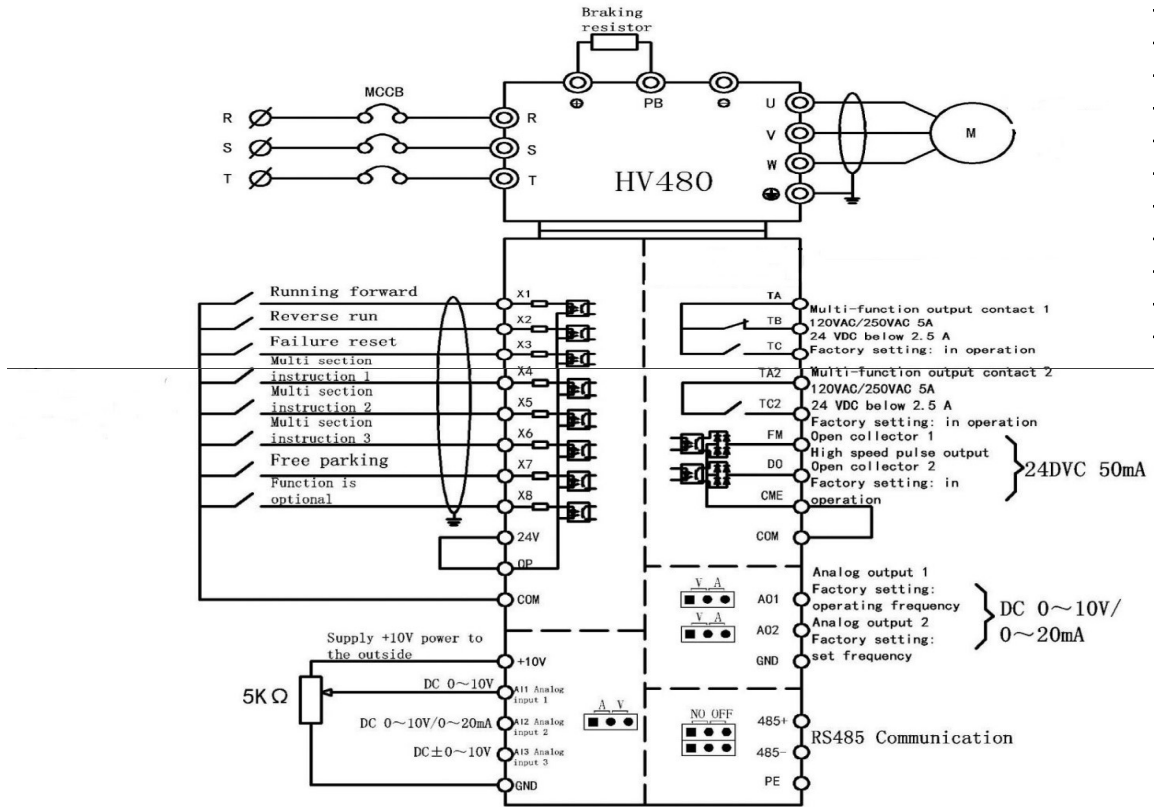 Braking
resistor
⊕ PB ⊖
MCCB
R R
S S
T T
U
V
W
M
HV480
Running forward X1
Reverse run X2
Failure reset X3
Multi section
instruction 1 X4
Multi section
instruction 2 X5
Multi section
instruction 3 X6
Free parking X7
Function is
optional X8
24V
OP
COM
TA
Multi-function output contact 1
TB 120VAC/250VAC 5A
24 VDC below 2.5 A
TC Factory setting: in operation
TA2 Multi-function output contact 2
120VAC/250VAC 5A
TC2 24 VDC below 2.5 A
Factory setting: in operation
FM Open collector 1
High speed pulse output
DO Open collector 2
Factory setting: in
operation
CME
COM
24DVC 50mA
V A
AO1
V A
AO2
GND
Analog output 1
Factory setting:
operating frequency
Analog output 2
Factory setting:
set frequency
DC 0～10V/
0～20mA
Supply +10V power to
the outside
+10V
5KΩ
DC 0～10V AI1 Analog
input 1
DC 0～10V/0～20mA AI2 Analog
input 2
DC±0～10V AI3 Analog
input 3
GND
A V
NO OFF
485+
485-
PE
RS485 Communication